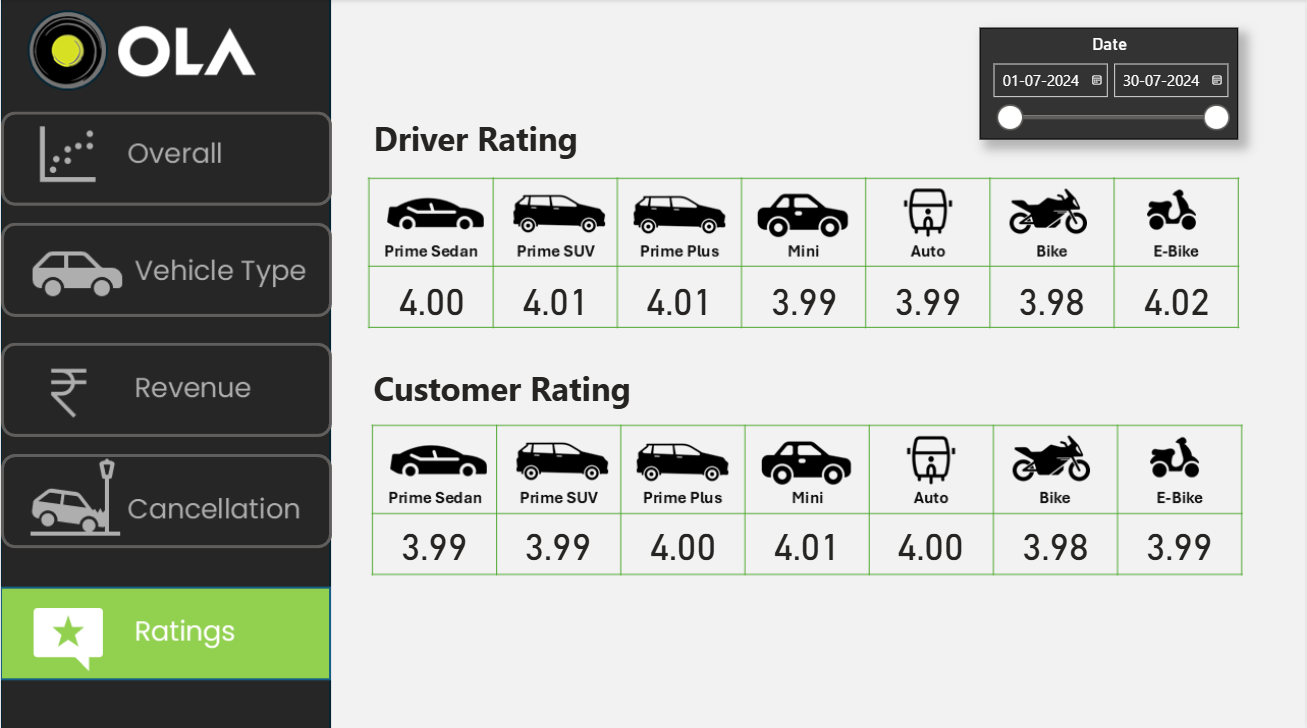 OLA
Overall
Vehicle Type
Revenue
Cancellation
Ratings
Date
01-07-2024 30-07-2024
Driver Rating
Prime Sedan Prime SUV Prime Plus Mini Auto Bike E-Bike
4.00 4.01 4.01 3.99 3.99 3.98 4.02
Customer Rating
Prime Sedan Prime SUV Prime Plus Mini Auto Bike E-Bike
3.99 3.99 4.00 4.01 4.00 3.98 3.99